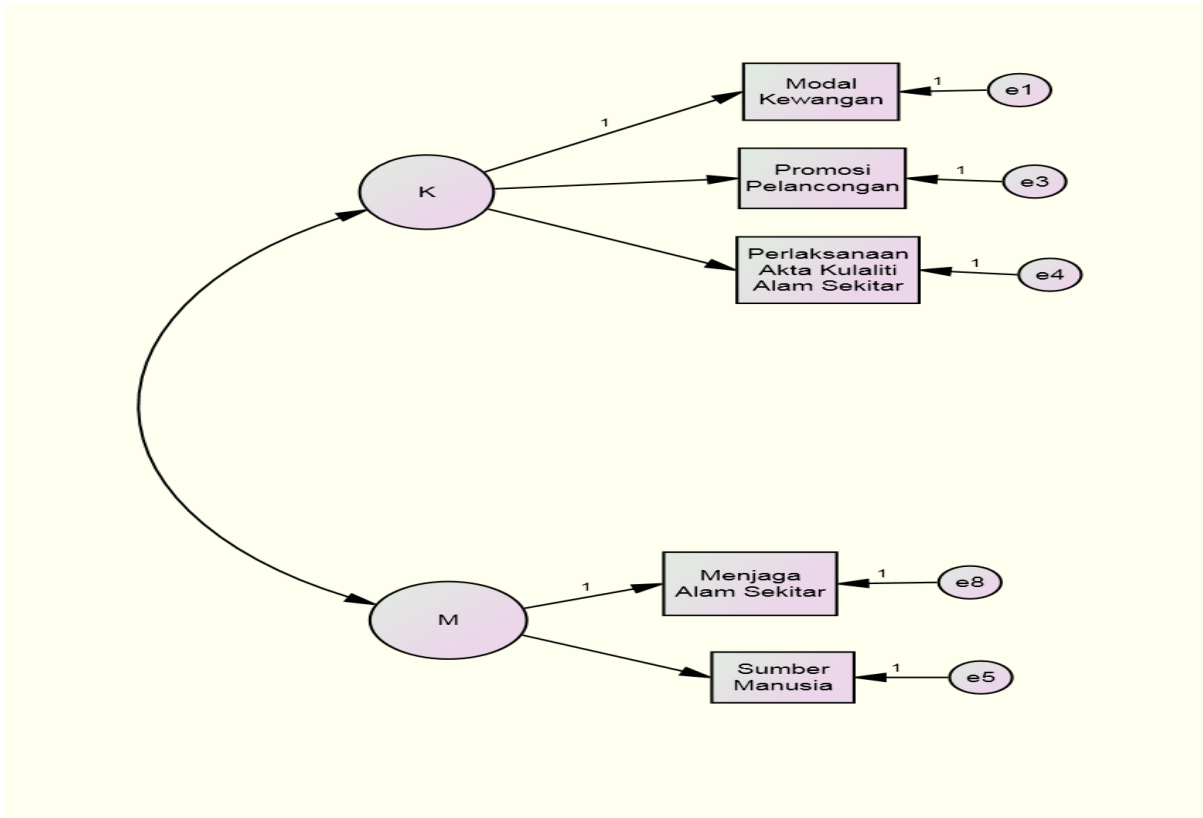 1
Modal
Kewangan
1
e1
K
Promosi
Pelancongan
1
e3
Perlaksanaan
Akta Kulaliti
Alam Sekitar
1
e4
M
1
Menjaga
Alam Sekitar
1
e8
Sumber
Manusia
1
e5